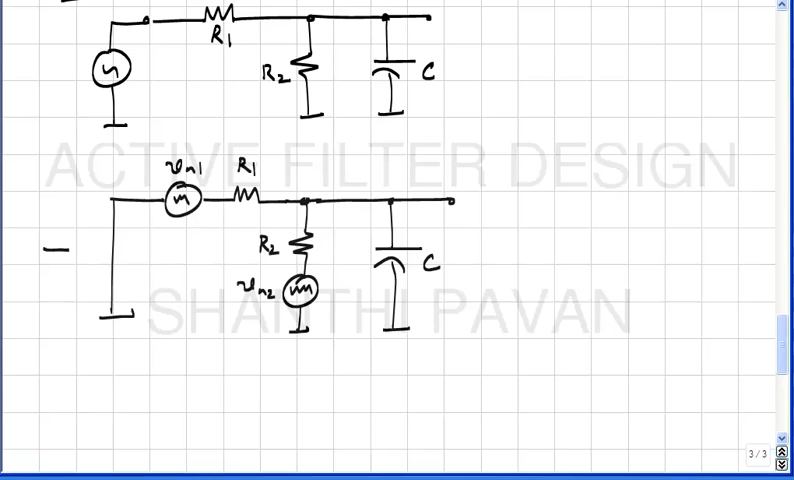 R1
R2
C
ACTIVE FILTER DESIGN
vn1
R1
R2
C
vn2
SHANTHI PAVAN
3 / 3